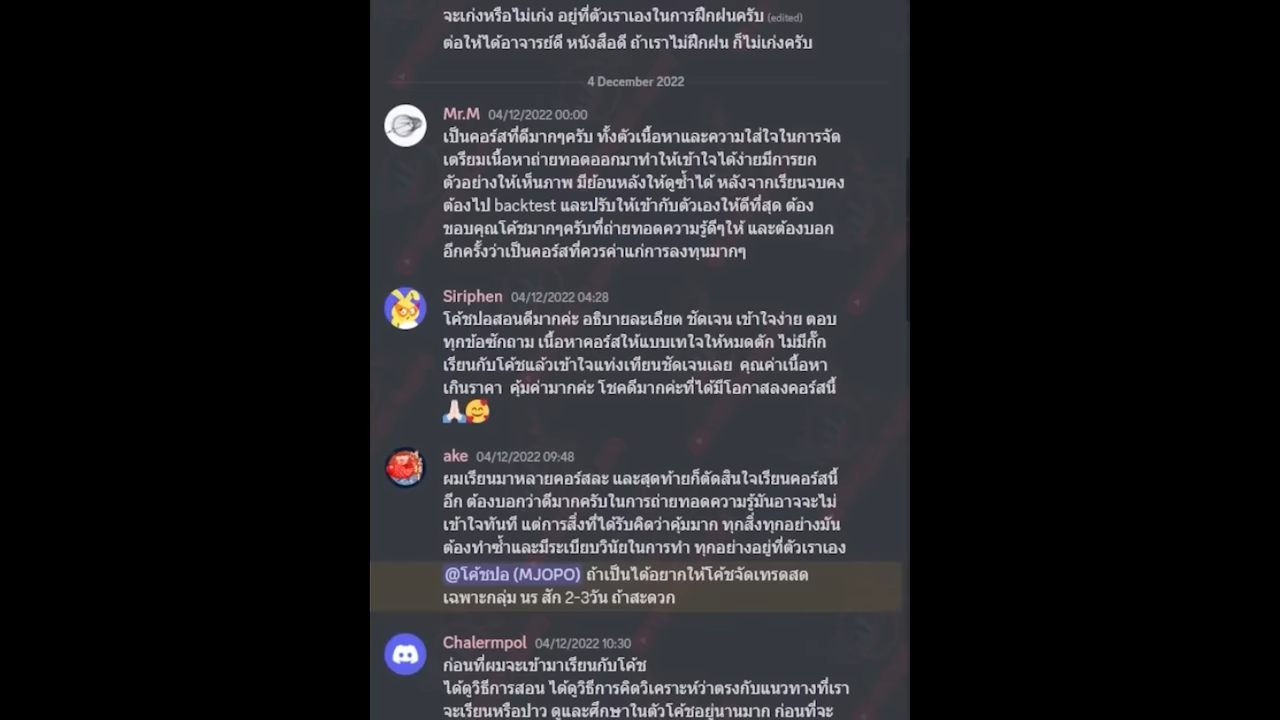 จะเก่งหรือไม่เก่ง อยู่ที่ตัวเราเองในการฝึกฝนครับ (edited)
ต่อให้ได้อาจารย์ดี หนังสือดี ถ้าเราไม่ฝึกฝน ก็ไม่เก่งครับ
4 December 2022
Mr.M 04/12/2022 00:00
เป็นคอร์สที่ดีมากๆครับ ทั้งตัวเนื้อหาและความใส่ใจในการจัด
เตรียมเนื้อหาถ่ายทอดออกมาทำให้เข้าใจได้ง่ายมีการยก
ตัวอย่างให้เห็นภาพ มีย้อนหลังให้ดูซ้ำได้ หลังจากเรียนจบคง
ต้องไป backtest และปรับให้เข้ากับตัวเองให้ดีที่สุด ต้อง
ขอบคุณโค้ชมากๆครับที่ถ่ายทอดความรู้ดีๆให้ และต้องบอก
อีกครั้งว่าเป็นคอร์สที่ควรค่าแก่การลงทุนมากๆ
Siriphen 04/12/2022 04:28
โค้ชปอสอนดีมากค่ะ อธิบายละเอียด ชัดเจน เข้าใจง่าย ตอบ
ทุกข้อซักถาม เนื้อหาคอร์สให้แบบเทใจให้หมดตัก ไม่มีกั๊ก
เรียนกับโค้ชแล้วเข้าใจแท่งเทียนชัดเจนเลย คุณค่าเนื้อหา
เกินราคา คุ้มค่ามากค่ะ โชคดีมากค่ะที่ได้มีโอกาสลงคอร์สนี้
🙏🏻🥰
ake 04/12/2022 09:48
ผมเรียนมาหลายคอร์สละ และสุดท้ายก็ตัดสินใจเรียนคอร์สนี้
อีก ต้องบอกว่าดีมากครับในการถ่ายทอดความรู้มันอาจจะไม่
เข้าใจทันที แต่การสิ่งที่ได้รับคิดว่าคุ้มมาก ทุกสิ่งทุกอย่างมัน
ต้องทำซ้ำและมีระเบียบวินัยในการทำ ทุกอย่างอยู่ที่ตัวเราเอง
@โค้ชปอ (MJOPO) ถ้าเป็นได้อยากให้โค้ชจัดเทรดสด
เฉพาะกลุ่ม นร สัก 2-3วัน ถ้าสะดวก
Chalermpol 04/12/2022 10:30
ก่อนที่ผมจะเข้ามาเรียนกับโค้ช
ได้ดูวิธีการสอน ได้ดูวิธีการคิดวิเคราะห์ว่าตรงกับแนวทางที่เรา
จะเรียนหรือปาว ดูและศึกษาในตัวโค้ชอยู่นานมาก ก่อนที่จะ